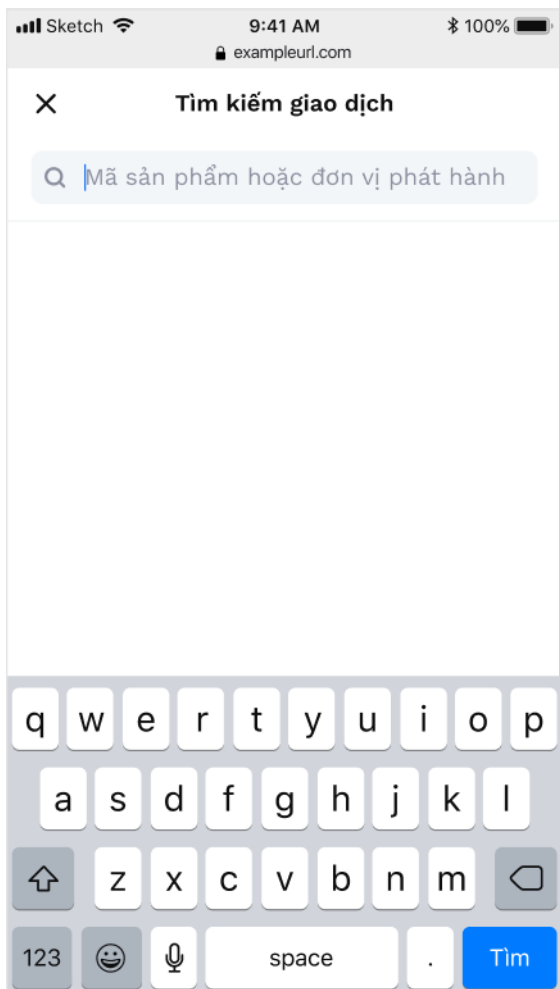 Sketch 9:41 AM 100%
exampleurl.com
Tìm kiếm giao dịch
Mã sản phẩm hoặc đơn vị phát hành
q w e r t y u i o p
a s d f g h j k l
z x c v b n m
123 space . Tìm